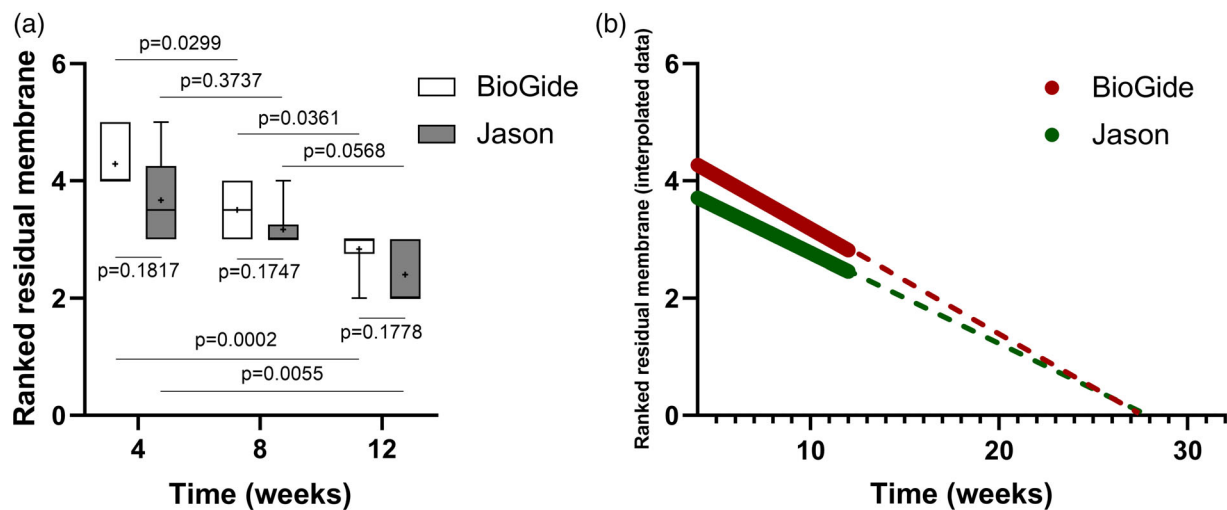 (a)
Ranked residual membrane
6
4
2
0
p=0.0299
p=0.3737
p=0.0361
p=0.0568
BioGide
Jason
p=0.1817
p=0.1747
p=0.1778
p=0.0002
p=0.0055
4
8
12
Time (weeks)
(b)
Ranked residual membrane (interpolated data)
6
4
2
0
BioGide
Jason
10
20
30
Time (weeks)